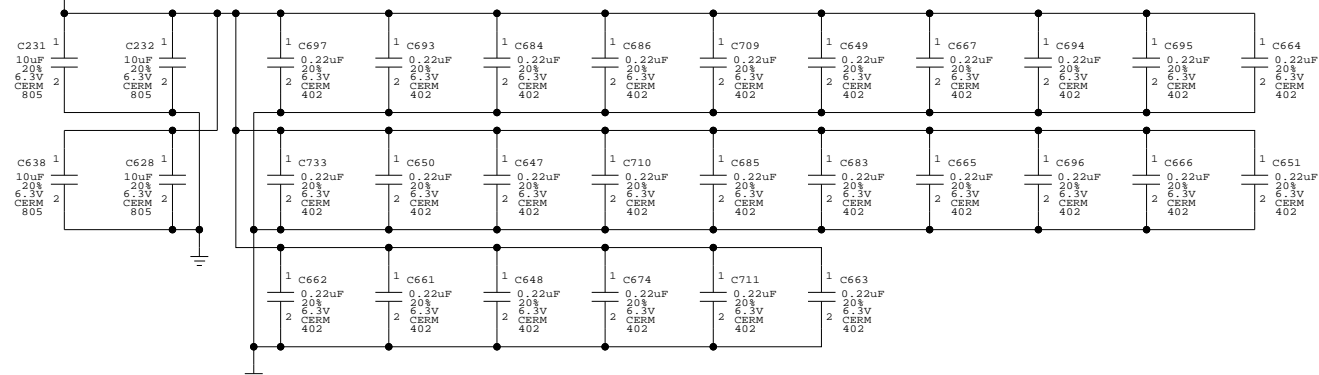 C231 1
10uF
20%
6.3V 2
CERM
805
C232 1
10uF
20%
6.3V 2
CERM
805
1 C697
0.22uF
20%
2 6.3V
CERM
402
1 C693
0.22uF
20%
2 6.3V
CERM
402
1 C684
0.22uF
20%
2 6.3V
CERM
402
1 C686
0.22uF
20%
2 6.3V
CERM
402
1 C709
0.22uF
20%
2 6.3V
CERM
402
1 C649
0.22uF
20%
2 6.3V
CERM
402
1 C667
0.22uF
20%
2 6.3V
CERM
402
1 C694
0.22uF
20%
2 6.3V
CERM
402
1 C695
0.22uF
20%
2 6.3V
CERM
402
1 C664
0.22uF
20%
2 6.3V
CERM
402
C638 1
10uF
20%
6.3V 2
CERM
805
C628 1
10uF
20%
6.3V 2
CERM
805
1 C733
0.22uF
20%
2 6.3V
CERM
402
1 C650
0.22uF
20%
2 6.3V
CERM
402
1 C647
0.22uF
20%
2 6.3V
CERM
402
1 C710
0.22uF
20%
2 6.3V
CERM
402
1 C685
0.22uF
20%
2 6.3V
CERM
402
1 C683
0.22uF
20%
2 6.3V
CERM
402
1 C665
0.22uF
20%
2 6.3V
CERM
402
1 C696
0.22uF
20%
2 6.3V
CERM
402
1 C666
0.22uF
20%
2 6.3V
CERM
402
1 C651
0.22uF
20%
2 6.3V
CERM
402
1 C662
0.22uF
20%
2 6.3V
CERM
402
1 C661
0.22uF
20%
2 6.3V
CERM
402
1 C648
0.22uF
20%
2 6.3V
CERM
402
1 C674
0.22uF
20%
2 6.3V
CERM
402
1 C711
0.22uF
20%
2 6.3V
CERM
402
1 C663
0.22uF
20%
2 6.3V
CERM
402